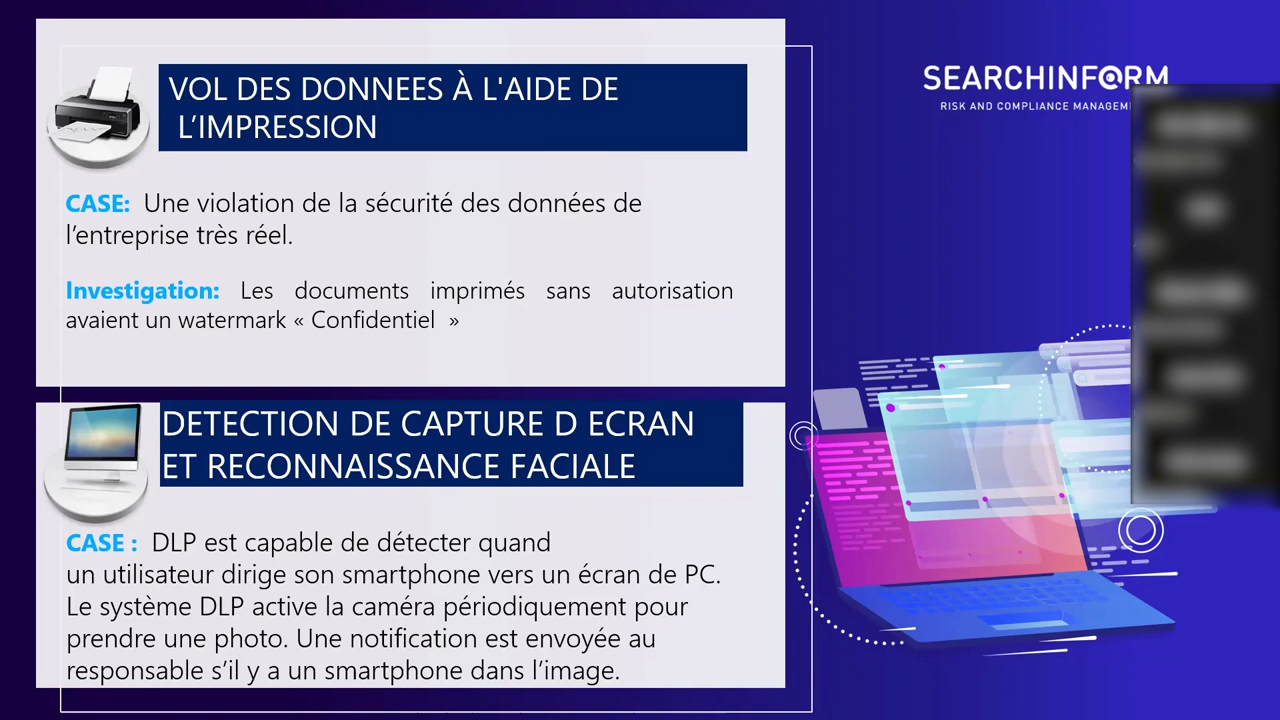 VOL DES DONNEES À L'AIDE DE
L’IMPRESSION
SEARCHINFORM
RISK AND COMPLIANCE
CASE: Une violation de la sécurité des données de
l’entreprise très réel.
Investigation: Les documents imprimés sans autorisation
avaient un watermark « Confidentiel »
DETECTION DE CAPTURE D ECRAN
ET RECONNAISSANCE FACIALE
CASE : DLP est capable de détecter quand
un utilisateur dirige son smartphone vers un écran de PC.
Le système DLP active la caméra périodiquement pour
prendre une photo. Une notification est envoyée au
responsable s’il y a un smartphone dans l’image.